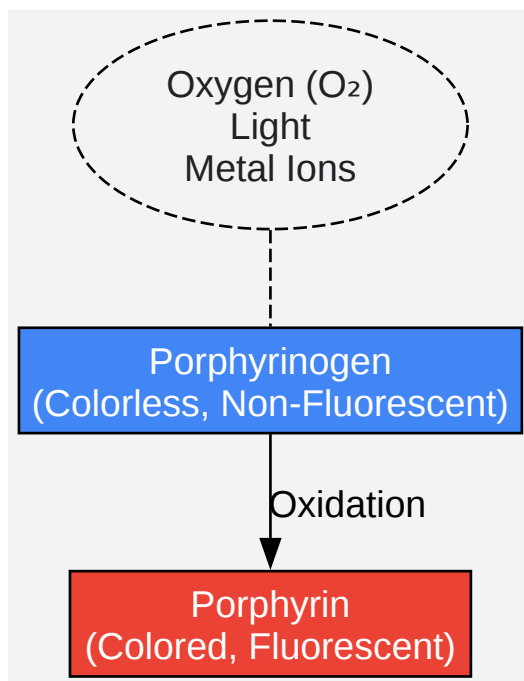 Oxygen (O₂)
Light
Metal Ions
Porphyrinogen
(Colorless, Non-Fluorescent)
Oxidation
Porphyrin
(Colored, Fluorescent)